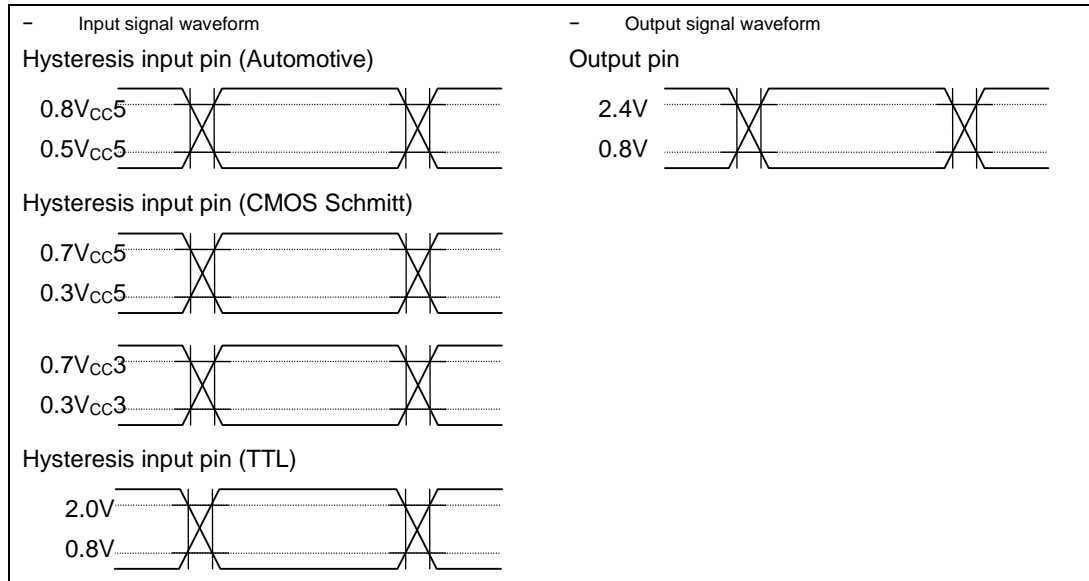 − Input signal waveform
Hysteresis input pin (Automotive)
0.8VCC5
0.5VCC5
Hysteresis input pin (CMOS Schmitt)
0.7VCC5
0.3VCC5
0.7VCC3
0.3VCC3
Hysteresis input pin (TTL)
2.0V
0.8V
− Output signal waveform
Output pin
2.4V
0.8V